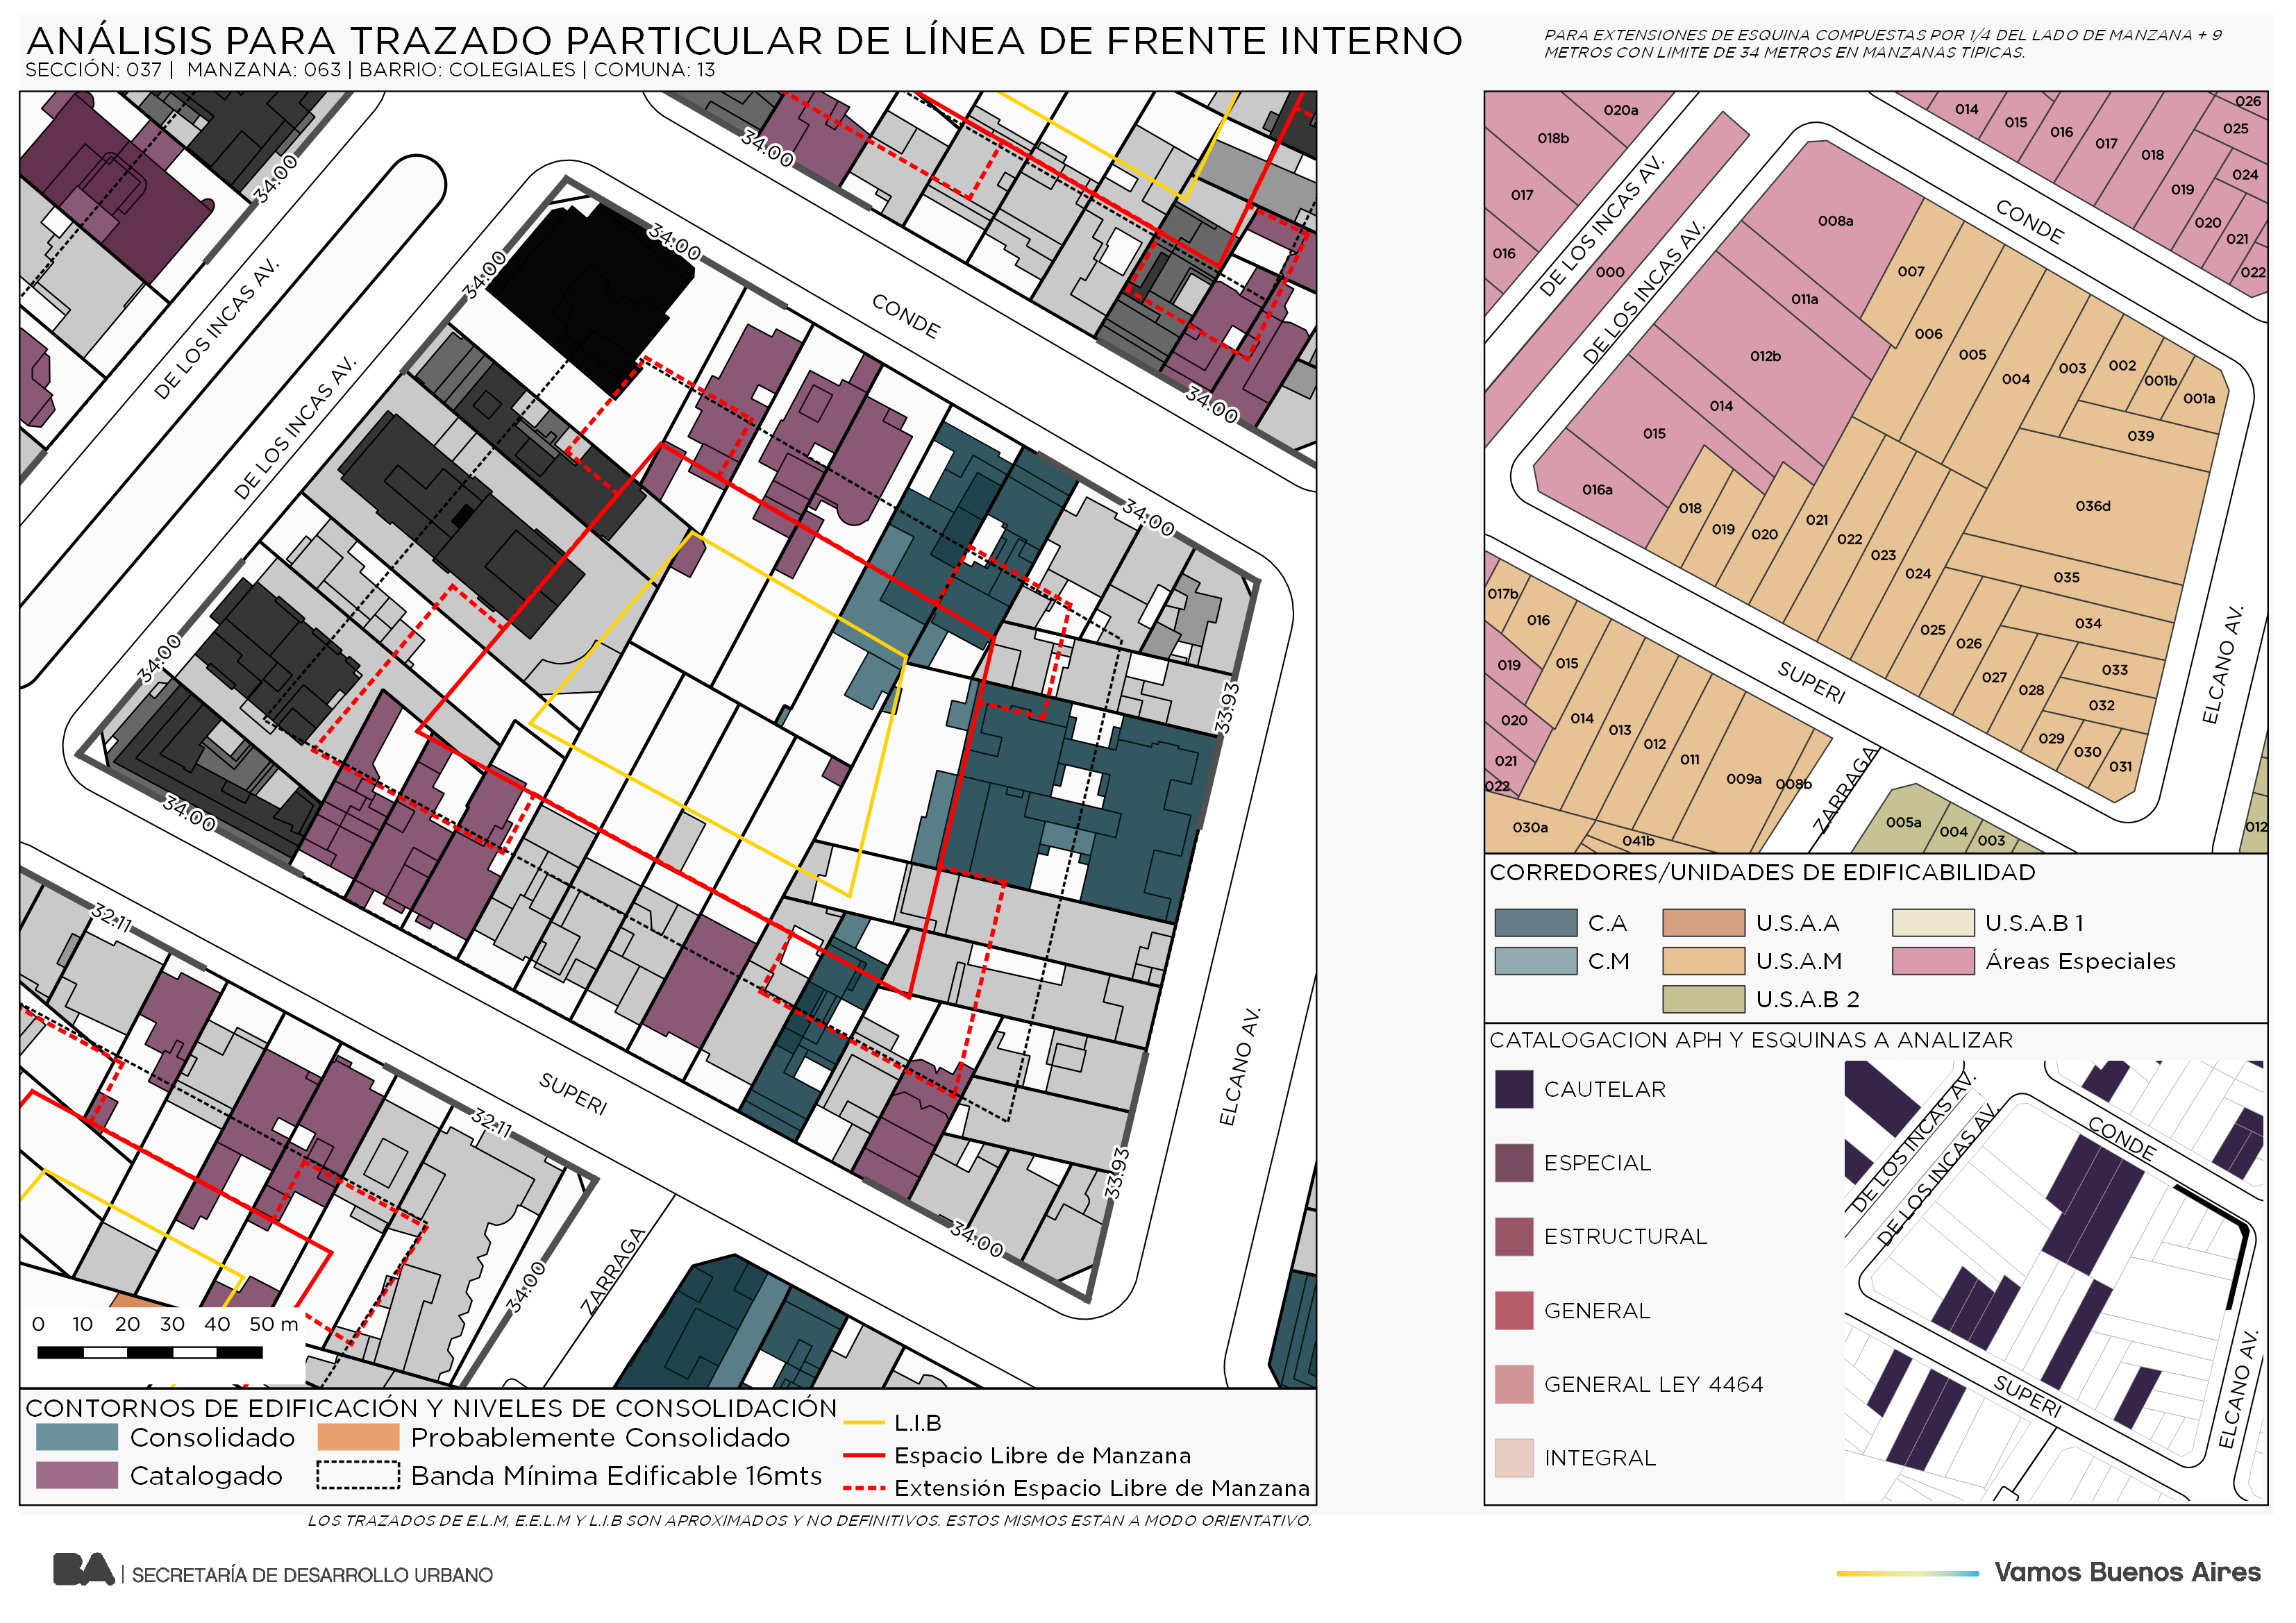 ANÁLISIS PARA TRAZADO PARTICULAR DE LÍNEA DE FRENTE INTERNO
SECCIÓN: 037 | MANZANA: 063 | BARRIO: COLEGIALES | COMUNA: 13
PARA EXTENSIONES DE ESQUINA COMPUESTAS POR 1/4 DEL LADO DE MANZANA + 9
METROS CON LIMITE DE 34 METROS EN MANZANAS TIPICAS.
34.00
34.00
34.00
34.00
34.00
DE LOS INCAS AV.
DE LOS INCAS AV.
CONDE
34.00
34.00
33.93
34.00
34.00
32.11
SUPERI
32.11
ELCANO AV.
33.93
34.00
34.00
ZARRAGA
0 10 20 30 40 50 m
CONTORNOS DE EDIFICACIÓN Y NIVELES DE CONSOLIDACIÓN
Consolidado
Catalogado
Probablemente Consolidado
Banda Mínima Edificable 16mts
L.I.B
Espacio Libre de Manzana
Extensión Espacio Libre de Manzana
LOS TRAZADOS DE E.L.M, E.E.L.M Y L.I.B SON APROXIMADOS Y NO DEFINITIVOS. ESTOS MISMOS ESTAN A MODO ORIENTATIVO.
020a
018b
017
016
000
DE LOS INCAS AV.
DE LOS INCAS AV.
014
015
016
017
018
019
020
021
022
024
025
026
CONDE
008a
007
011a
006
012b
005
004
003
002
001b
001a
014
039
015
016a
018
019
020
021
022
023
024
036d
035
025
026
034
027
028
033
032
029
030
031
SUPERI
ELCANO AV.
017b
016
019
015
020
014
013
012
021
011
022
009a
008b
030a
041b
ZARRAGA
005a
004
003
012
CORREDORES/UNIDADES DE EDIFICABILIDAD
C.A
C.M
U.S.A.A
U.S.A.M
U.S.A.B 2
U.S.A.B 1
Áreas Especiales
CATALOGACION APH Y ESQUINAS A ANALIZAR
CAUTELAR
ESPECIAL
ESTRUCTURAL
GENERAL
GENERAL LEY 4464
INTEGRAL
DE LOS INCAS AV.
DE LOS INCAS AV.
CONDE
SUPERI
ELCANO AV.
BA | SECRETARÍA DE DESARROLLO URBANO
Vamos Buenos Aires